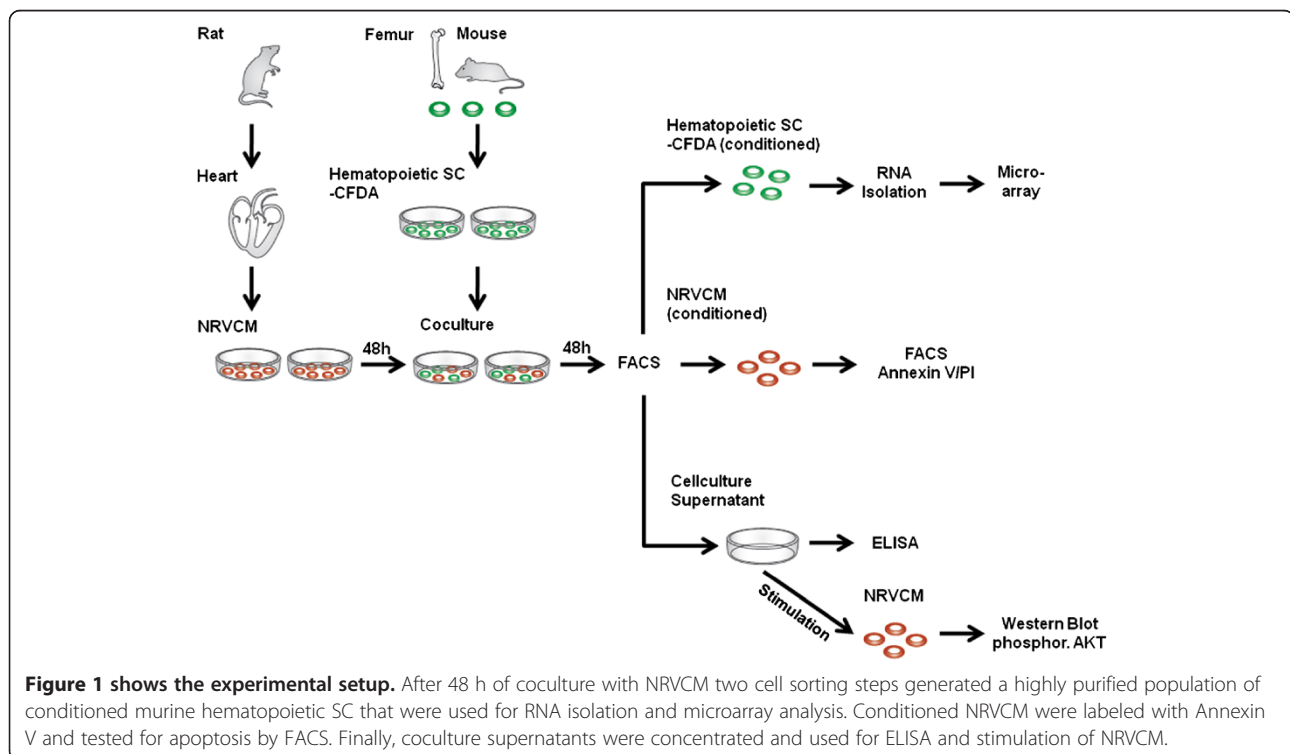 Rat
Femur Mouse
Heart
Hematopoietic SC
-CFDA
Hematopoietic SC
-CFDA (conditioned)
RNA
Isolation
Micro-
array
NRVCM
48h
Coculture
48h
FACS
NRVCM
(conditioned)
FACS
Annexin V/PI
Cellculture
Supernatant
ELISA
Stimulation
NRVCM
Western Blot
phosphor. AKT
Figure 1 shows the experimental setup. After 48 h of coculture with NRVCM two cell sorting steps generated a highly purified population of
conditioned murine hematopoietic SC that were used for RNA isolation and microarray analysis. Conditioned NRVCM were labeled with Annexin
V and tested for apoptosis by FACS. Finally, coculture supernatants were concentrated and used for ELISA and stimulation of NRVCM.